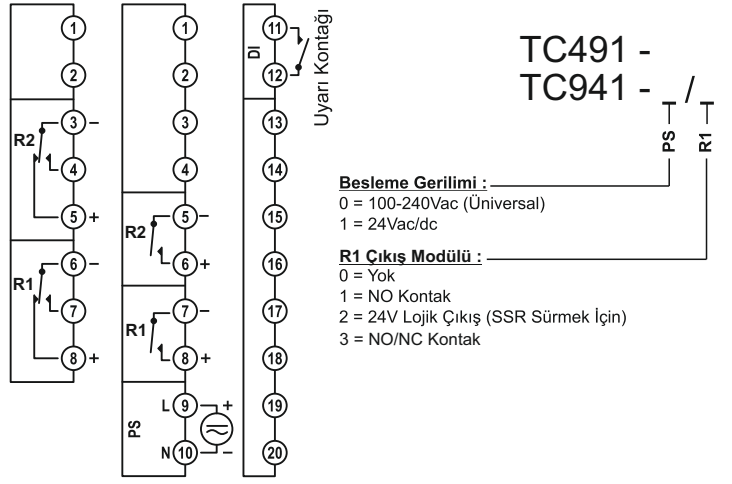 1
2
R2
3 –
4
5 +
R1
6 –
7
8 +
1
2
3
4
R2
5 –
6 +
R1
7 –
8 +
PS
L 9 +
N 10 –
DI
11
12
Uyarı Kontağı
13
14
15
16
17
18
19
20
TC491 -
TC941 - _ / _
PS
R1
Besleme Gerilimi :
0 = 100-240Vac (Üniversal)
1 = 24Vac/dc
R1 Çıkış Modülü :
0 = Yok
1 = NO Kontak
2 = 24V Lojik Çıkış (SSR Sürmek İçin)
3 = NO/NC Kontak